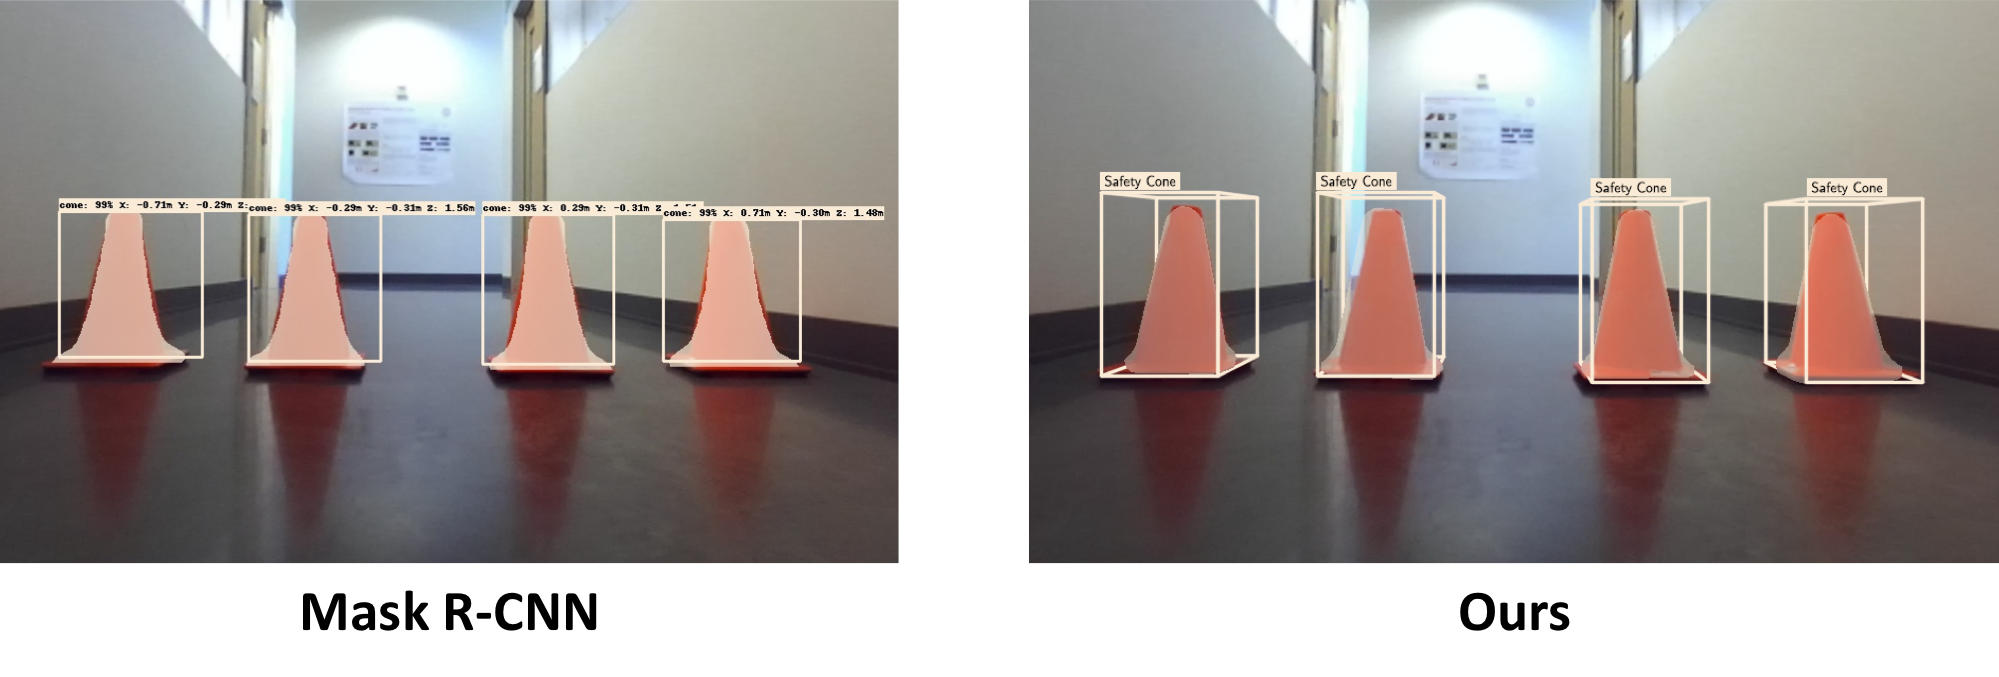 cone: 99% X: -0.71m Y: -0.29m Z:
cone: 99% X: -0.29m Y: -0.31m Z: 1.56m
cone: 99% X: 0.29m Y: -0.31m Z
cone: 99% X: 0.71m Y: -0.30m Z: 1.48m
Safety Cone
Safety Cone
Safety Cone
Safety Cone
Mask R-CNN
Ours